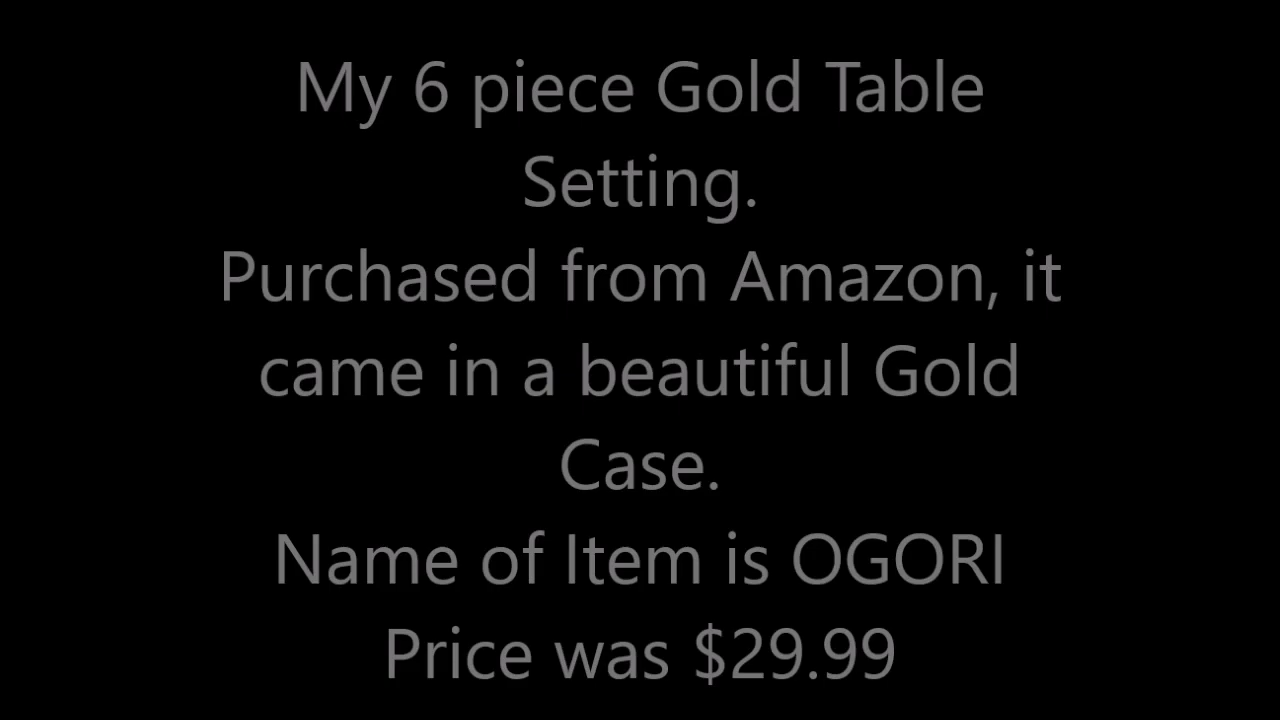 My 6 piece Gold Table
Setting.
Purchased from Amazon, it
came in a beautiful Gold
Case.
Name of Item is OGORI
Price was $29.99